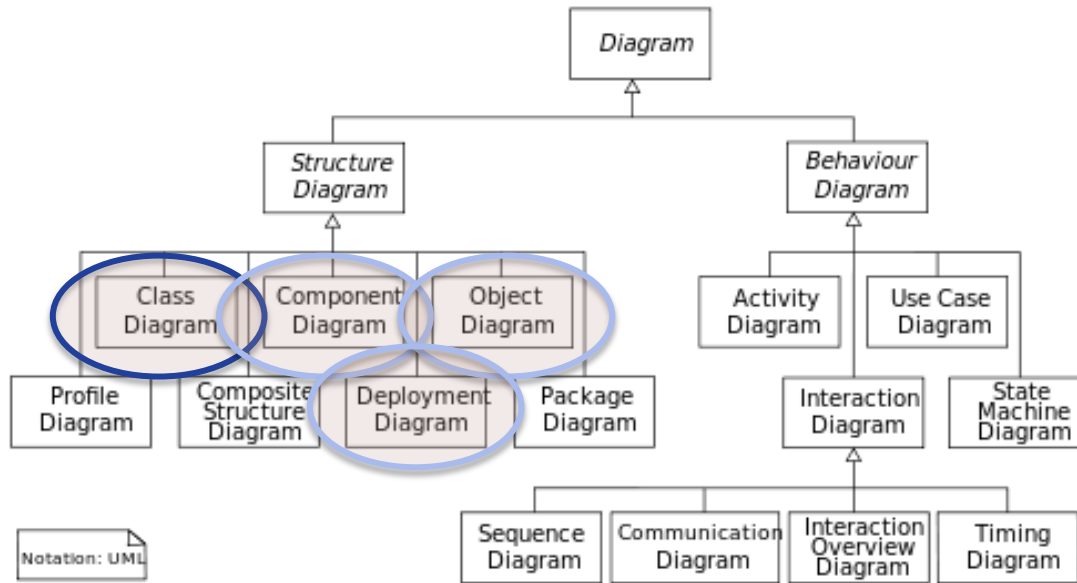 Diagram
Structure
Diagram
Behaviour
Diagram
Class
Diagram
Component
Diagram
Object
Diagram
Activity
Diagram
Use Case
Diagram
Profile
Diagram
Composite
Structure
Diagram
Deployment
Diagram
Package
Diagram
Interaction
Diagram
State
Machine
Diagram
Sequence
Diagram
Communication
Diagram
Interaction
Overview
Diagram
Timing
Diagram
Notation: UML